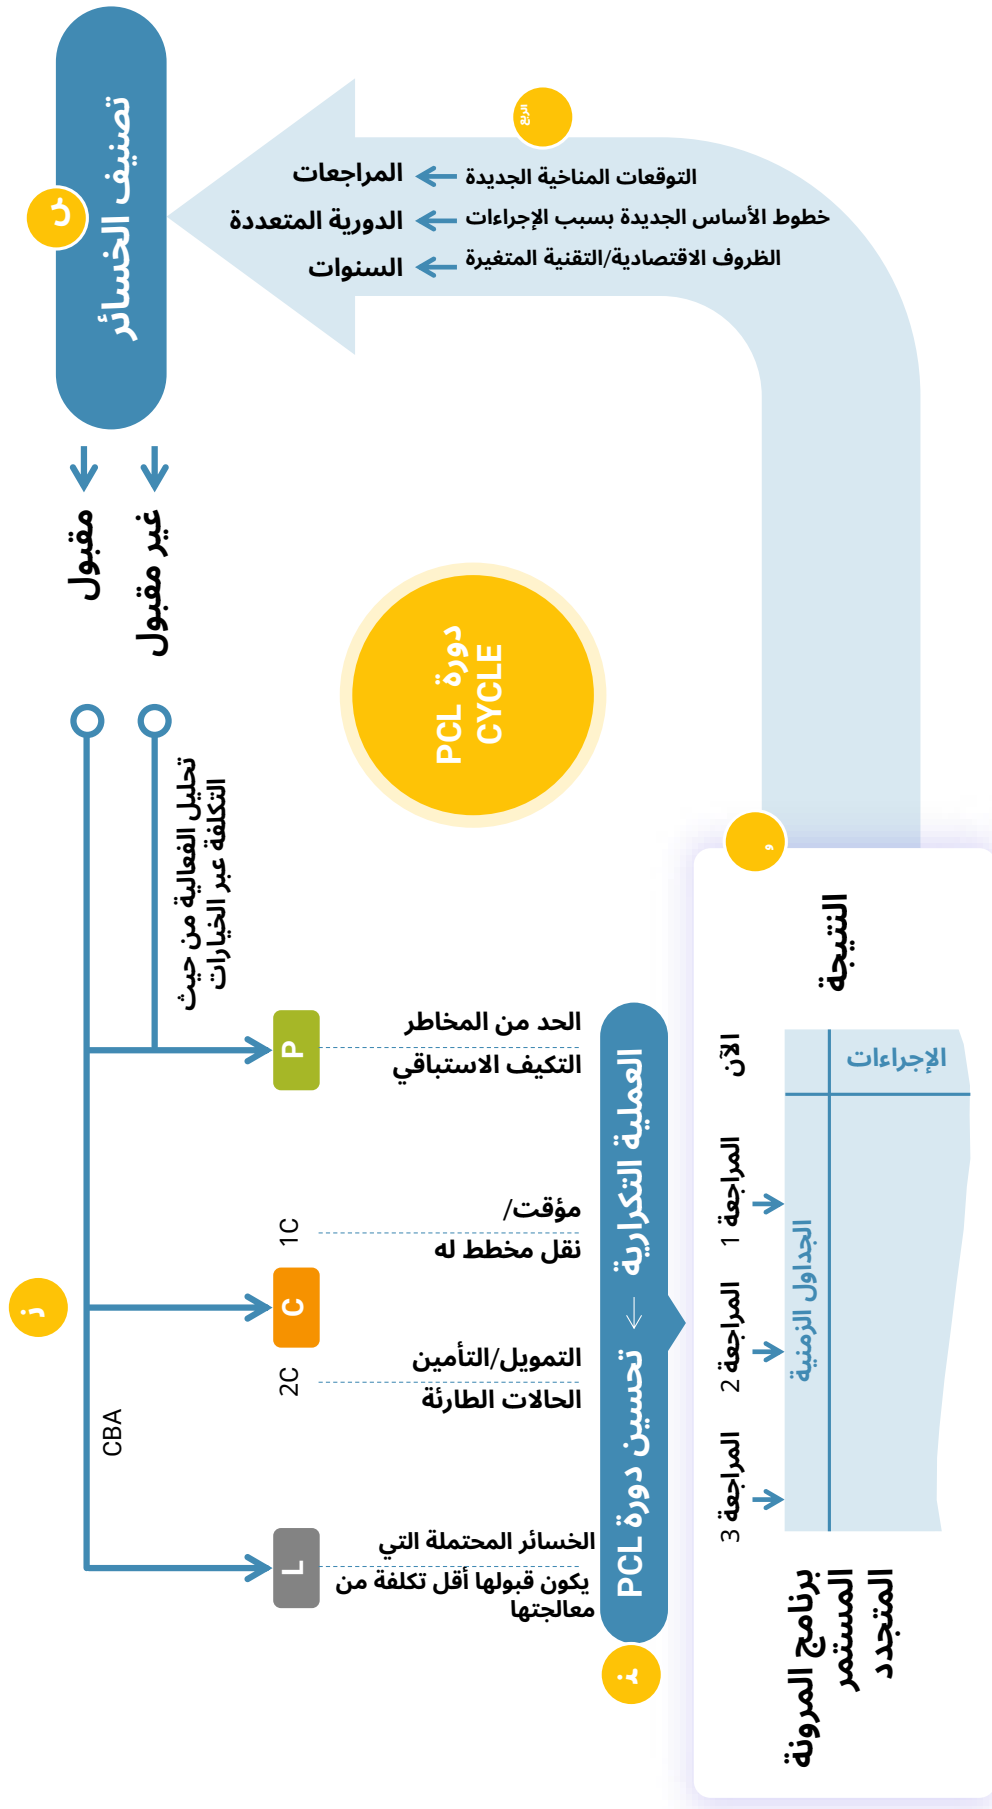 تصنيف الخسائر
س
الربع
التوقعات المناخية الجديدة
خطوط الأساس الجديدة بسبب الإجراءات
الظروف الاقتصادية/التقنية المتغيرة
المراجعات
الدورية المتعددة
السنوات
مقبول
غير مقبول
دورة PCL
CYCLE
تحليل الفعالية من حيث
التكلفة عبر الخيارات
CBA
P
الحد من المخاطر
التكيف الاستباقي
C
1C
مؤقت/
نقل مخطط له
2C
التمويل/التأمين
الحالات الطارئة
L
الخسائر المحتملة التي
يكون قبولها أقل تكلفة من
معالجتها
العملية التكرارية ← تحسين دورة PCL
و
النتيجة
الآن
المراجعة 1
المراجعة 2
المراجعة 3
الإجراءات
الجداول الزمنية
برنامج المرونة
المستمر
المتجدد